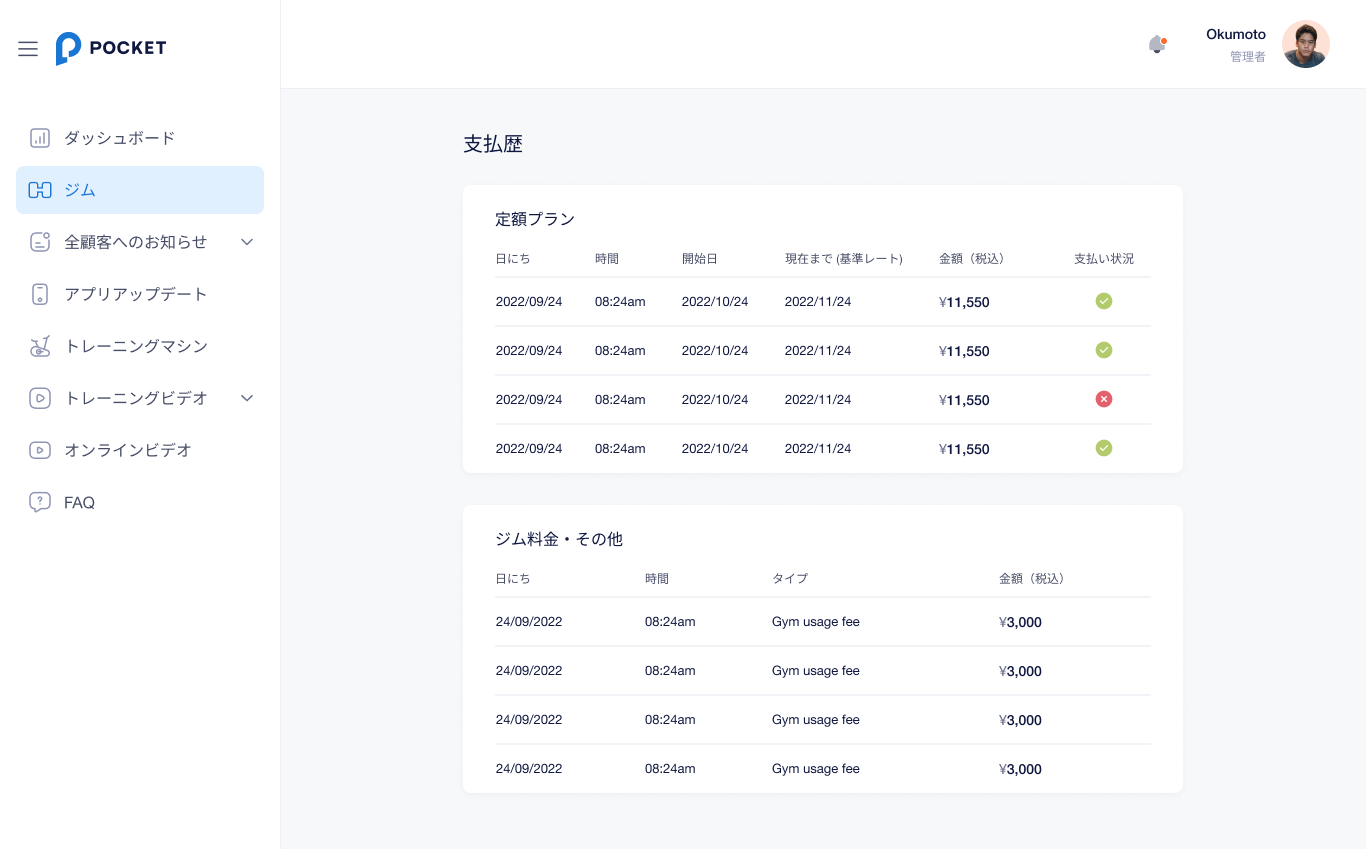 POCKET
Okumoto
管理者
ダッシュボード
ジム
全顧客へのお知らせ
アプリアップデート
トレーニングマシン
トレーニングビデオ
オンラインビデオ
FAQ
支払歴
定額プラン
日にち 時間 開始日 現在まで (基準レート) 金額（税込） 支払い状況
2022/09/24 08:24am 2022/10/24 2022/11/24 ¥11,550
2022/09/24 08:24am 2022/10/24 2022/11/24 ¥11,550
2022/09/24 08:24am 2022/10/24 2022/11/24 ¥11,550
2022/09/24 08:24am 2022/10/24 2022/11/24 ¥11,550
ジム料金・その他
日にち 時間 タイプ 金額（税込）
24/09/2022 08:24am Gym usage fee ¥3,000
24/09/2022 08:24am Gym usage fee ¥3,000
24/09/2022 08:24am Gym usage fee ¥3,000
24/09/2022 08:24am Gym usage fee ¥3,000